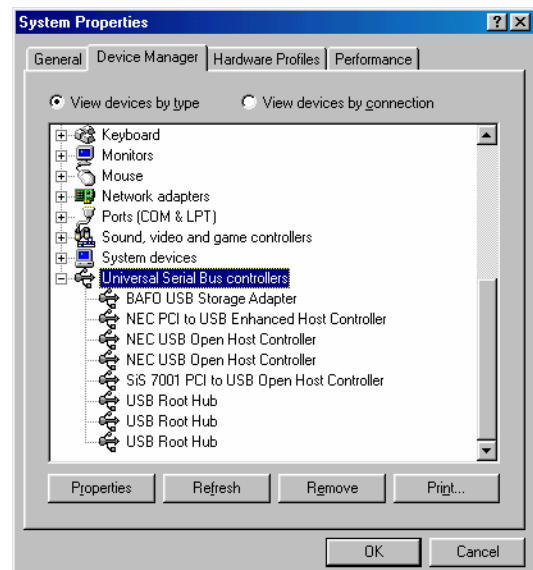 System Properties
General Device Manager Hardware Profiles Performance
View devices by type View devices by connection
Keyboard
Monitors
Mouse
Network adapters
Ports (COM & LPT)
Sound, video and game controllers
System devices
Universal Serial Bus controllers
BAFO USB Storage Adapter
NEC PCI to USB Enhanced Host Controller
NEC USB Open Host Controller
NEC USB Open Host Controller
SiS 7001 PCI to USB Open Host Controller
USB Root Hub
USB Root Hub
USB Root Hub
Properties Refresh Remove Print...
OK Cancel